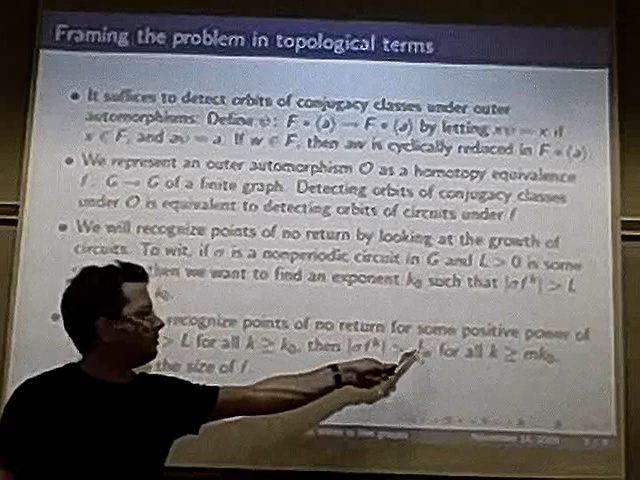 Framing the problem in topological terms
• It suffices to detect orbits of conjugacy classes under outer
automorphisms: Define ψ: F * ⟨a⟩ → F * ⟨a⟩ by letting xψ = x if
x ∈ F, and aψ = a. If w ∈ F, then aw is cyclically reduced in F * ⟨a⟩.
• We represent an outer automorphism O as a homotopy equivalence
f: G → G of a finite graph. Detecting orbits of conjugacy classes
under O is equivalent to detecting orbits of circuits under f
• We will recognize points of no return by looking at the growth of
circuits. To wit, if σ is a nonperiodic circuit in G and L > 0 is some
then we want to find an exponent k₀ such that |σfᵏ| > L
k₀.
recognize points of no return for some positive power of
> L for all k ≥ k₀, then |σfᵏ| > for all k ≥ mk₀,
the size of f.
November 14,